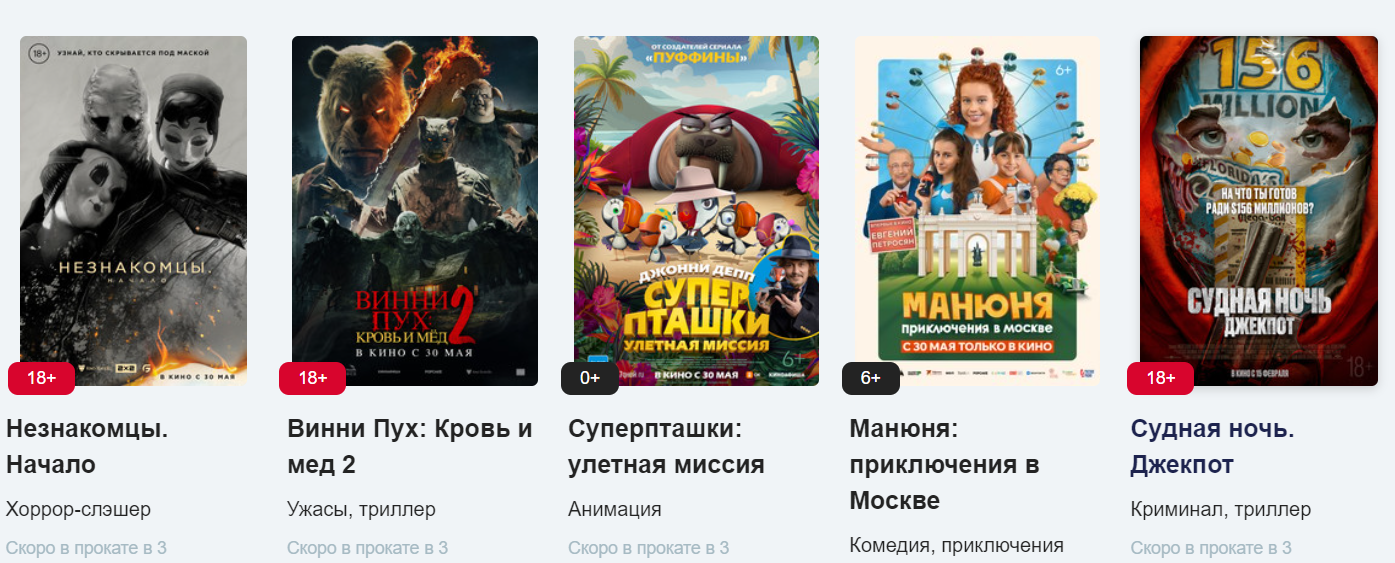 18+ УЗНАЙ, КТО СКРЫВАЕТСЯ ПОД МАСКОЙ
НЕЗНАКОМЦЫ.
НАЧАЛО
2×2
В КИНО С 30 МАЯ
18+
Незнакомцы.
Начало
Хоррор-слэшер
Скоро в прокате в 3
ВИННИ
ПУХ: 2
КРОВЬ И МЁД
В КИНО С 30 МАЯ
18+
Винни Пух: Кровь и
мед 2
Ужасы, триллер
Скоро в прокате в 3
ОТ СОЗДАТЕЛЕЙ СЕРИАЛА
«ПУФФИНЫ»
ДЖОННИ ДЕПП
СУПЕР
ПТАШКИ
УЛЕТНАЯ МИССИЯ
6+
В КИНО С 30 МАЯ
0+
Суперпташки:
улетная миссия
Анимация
Скоро в прокате в 3
6+
ВПЕРВЫЕ В КИНО
ЕВГЕНИЙ
ПЕТРОСЯН
МАНЮНЯ
ПРИКЛЮЧЕНИЯ В МОСКВЕ
С 30 МАЯ ТОЛЬКО В КИНО
6+
Манюня:
приключения в
Москве
Комедия, приключения
156
MILLION
FLORIDA
НА ЧТО ТЫ ГОТОВ
РАДИ $156 МИЛЛИОНОВ?
СУДНАЯ НОЧЬ
ДЖЕКПОТ
18+
В КИНО С 15 ФЕВРАЛЯ
18+
Судная ночь.
Джекпот
Криминал, триллер
Скоро в прокате в 3